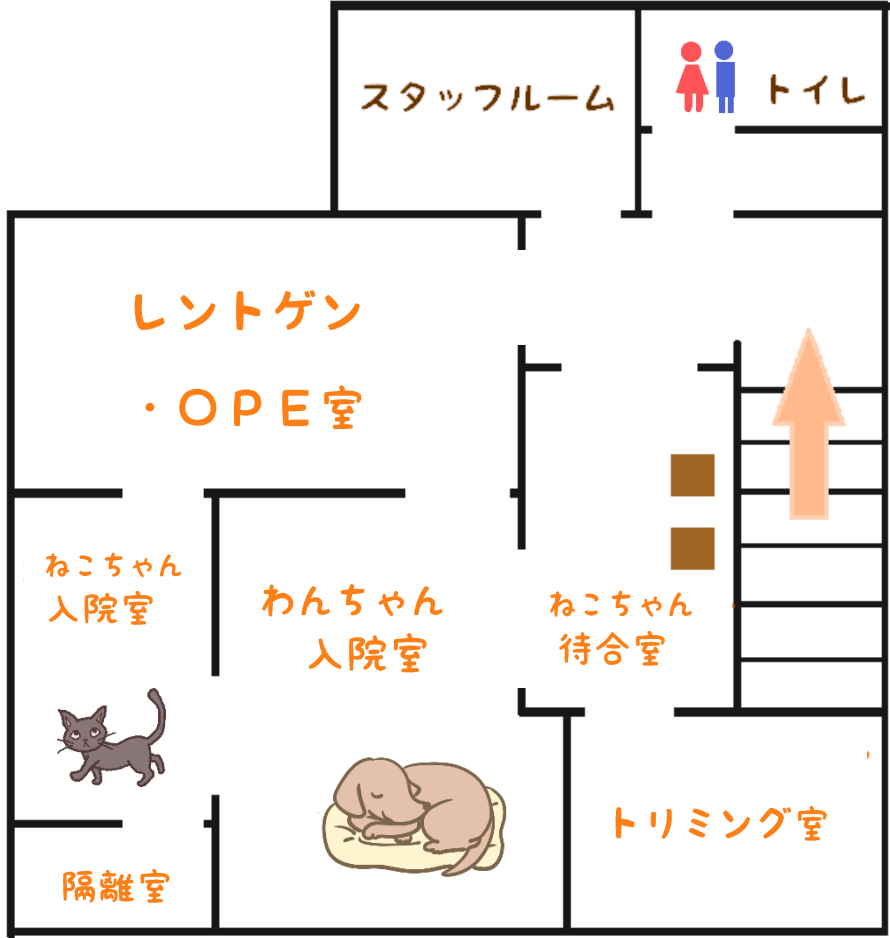 スタッフルーム
トイレ
レントゲン
・ＯＰＥ室
ねこちゃん
入院室
わんちゃん
入院室
ねこちゃん
待合室
トリミング室
隔離室